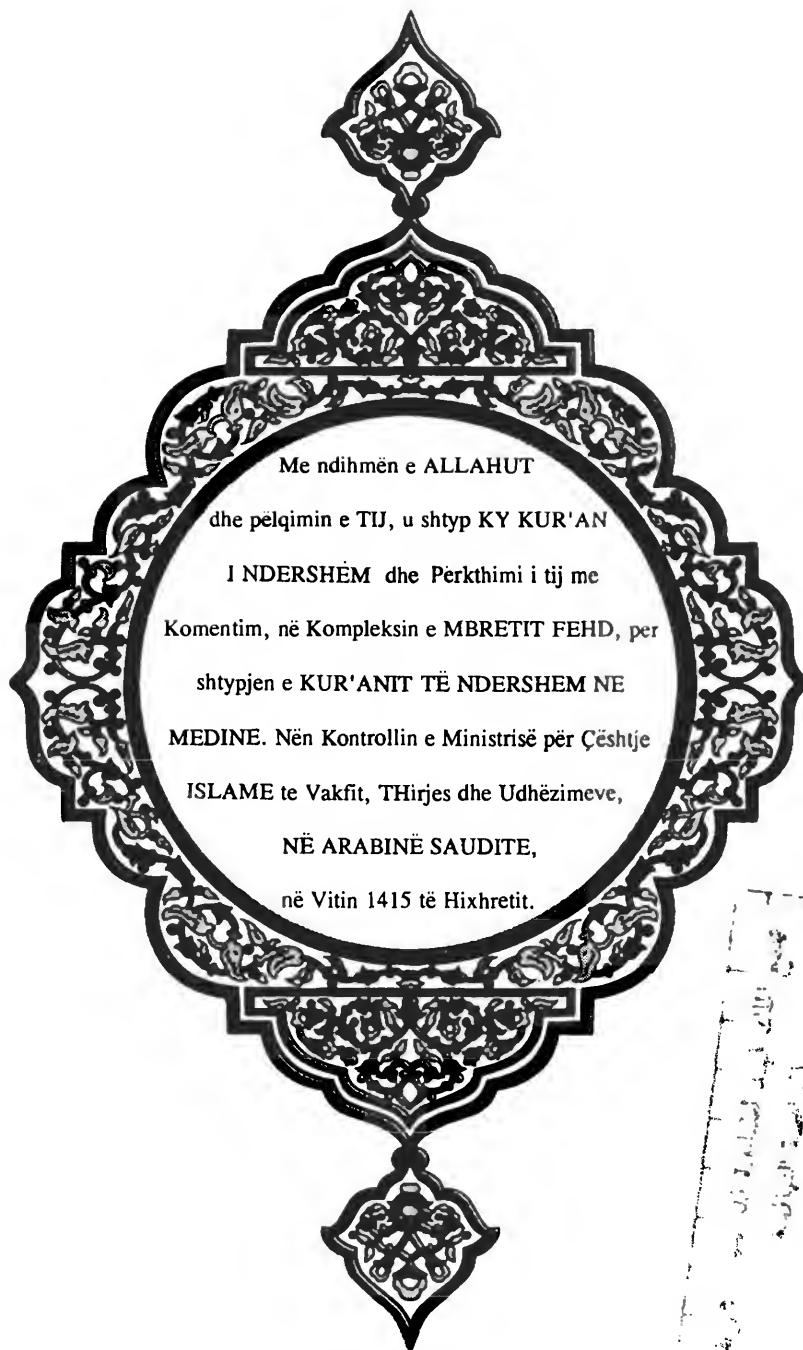 Me ndihmën e ALLAHUT
dhe pëlqimin e TIJ, u shtyp KY KUR'AN
I NDERSHËM dhe Përkthimi i tij me
Komentim, në Kompleksin e MBRETIT FEHD, per
shtypjen e KUR'ANIT TË NDERSHEM NE
MEDINE. Nën Kontrollin e Ministrisë për Çështje
ISLAME te Vakfit, THirjes dhe Udhëzimeve,
NË ARABINË SAUDITE,
në Vitin 1415 të Hixhretit.